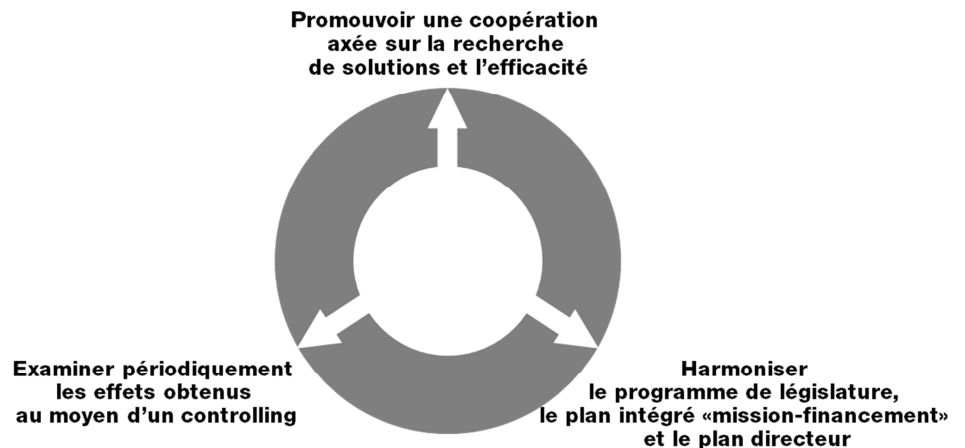 Promouvoir une coopération
axée sur la recherche
de solutions et l'efficacité
Examiner périodiquement
les effets obtenus
au moyen d'un controlling
Harmoniser
le programme de législature,
le plan intégré «mission-financement»
et le plan directeur